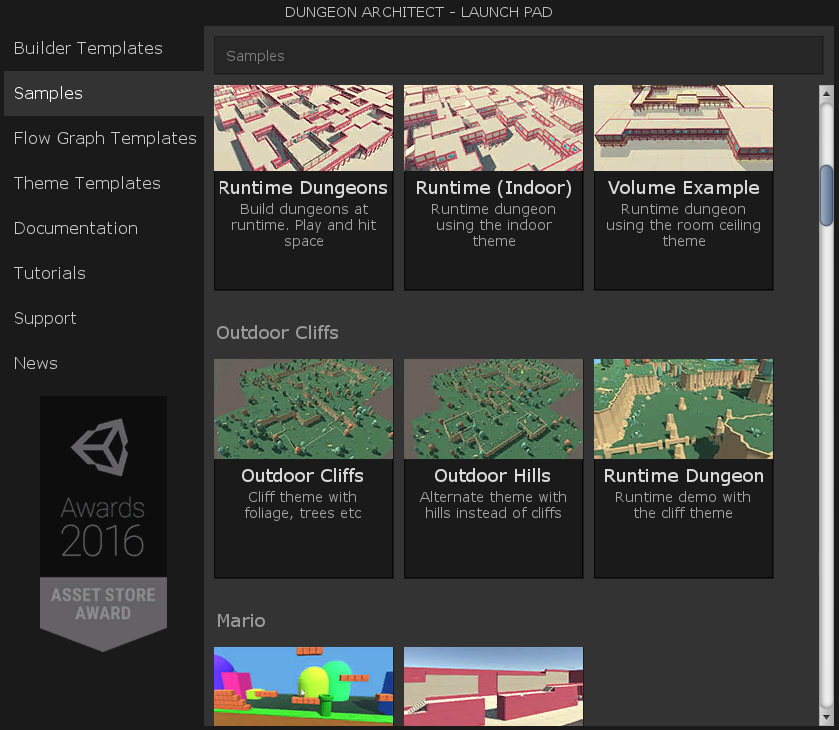 DUNGEON ARCHITECT - LAUNCH PAD
Builder Templates
Samples
Flow Graph Templates
Theme Templates
Documentation
Tutorials
Support
News
Awards
2016
ASSET STORE
AWARD
Samples
Runtime Dungeons
Build dungeons at
runtime. Play and hit
space
Runtime (Indoor)
Runtime dungeon
using the indoor
theme
Volume Example
Runtime dungeon
using the room ceiling
theme
Outdoor Cliffs
Outdoor Cliffs
Cliff theme with
foliage, trees etc
Outdoor Hills
Alternate theme with
hills instead of cliffs
Runtime Dungeon
Runtime demo with
the cliff theme
Mario